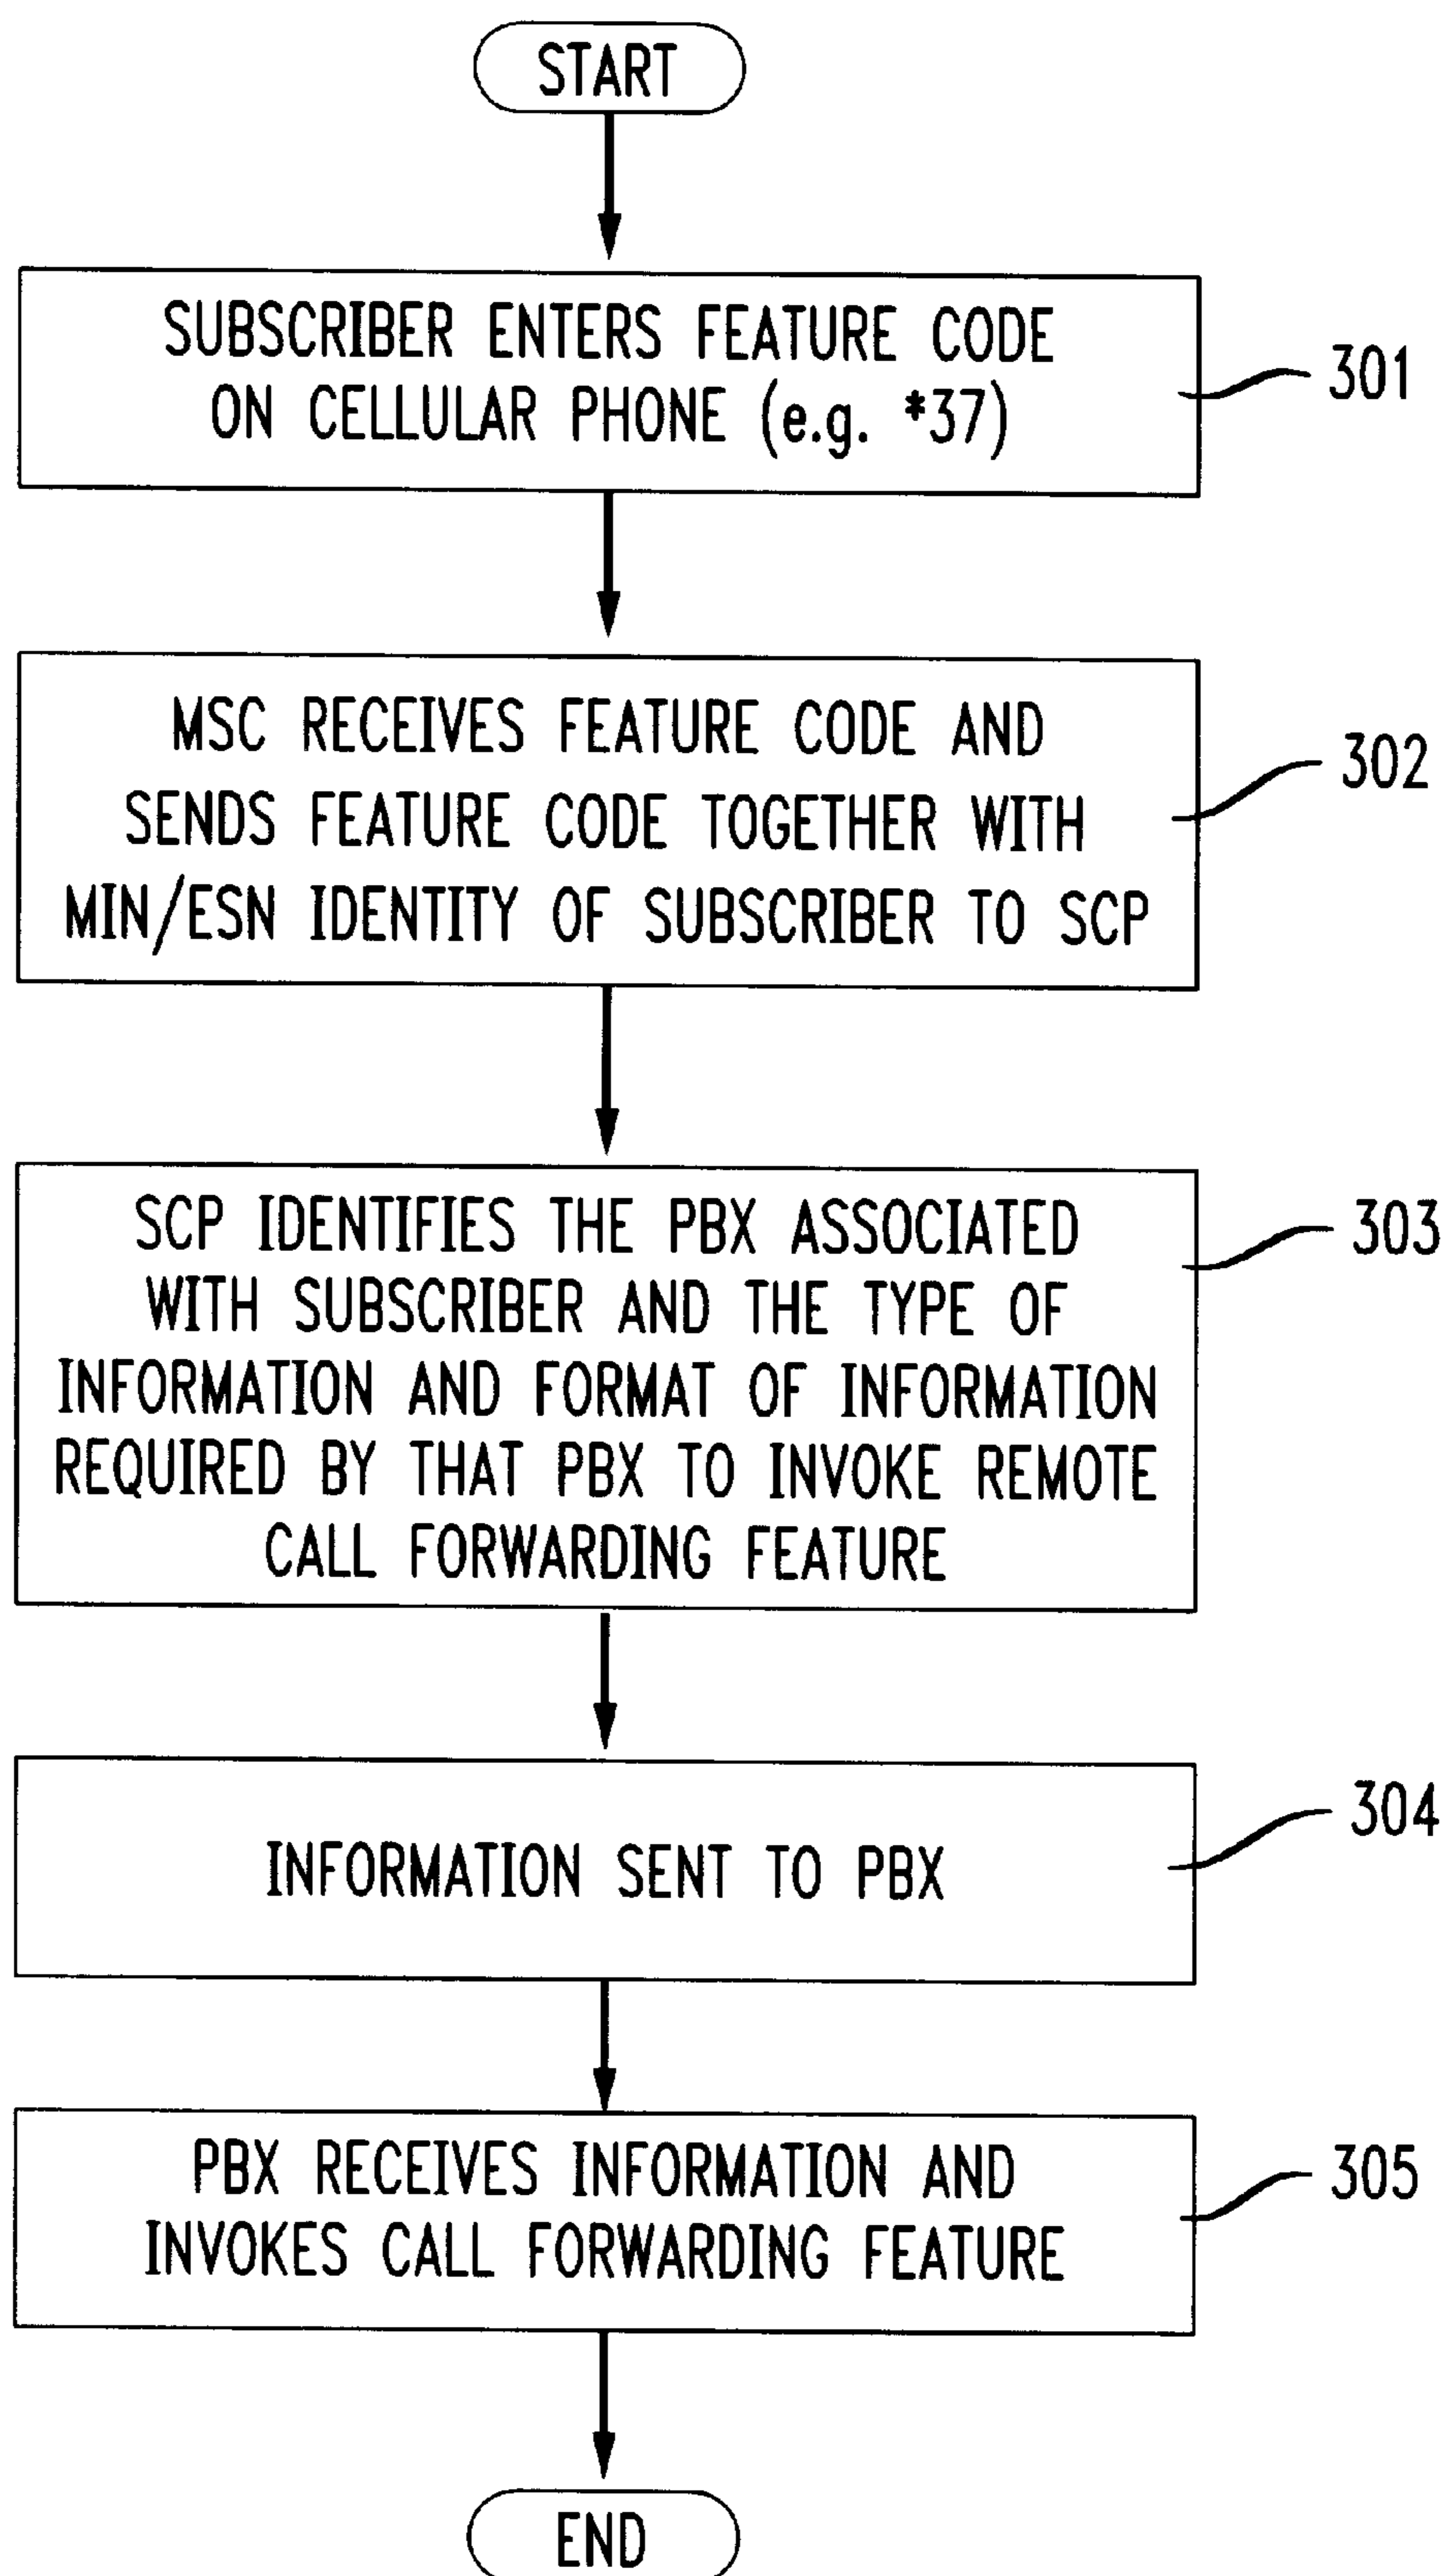 START
SUBSCRIBER ENTERS FEATURE CODE
ON CELLULAR PHONE (e.g. *37)
301
MSC RECEIVES FEATURE CODE AND
SENDS FEATURE CODE TOGETHER WITH
MIN/ESN IDENTITY OF SUBSCRIBER TO SCP
302
SCP IDENTIFIES THE PBX ASSOCIATED
WITH SUBSCRIBER AND THE TYPE OF
INFORMATION AND FORMAT OF INFORMATION
REQUIRED BY THAT PBX TO INVOKE REMOTE
CALL FORWARDING FEATURE
303
INFORMATION SENT TO PBX
304
PBX RECEIVES INFORMATION AND
INVOKES CALL FORWARDING FEATURE
305
END